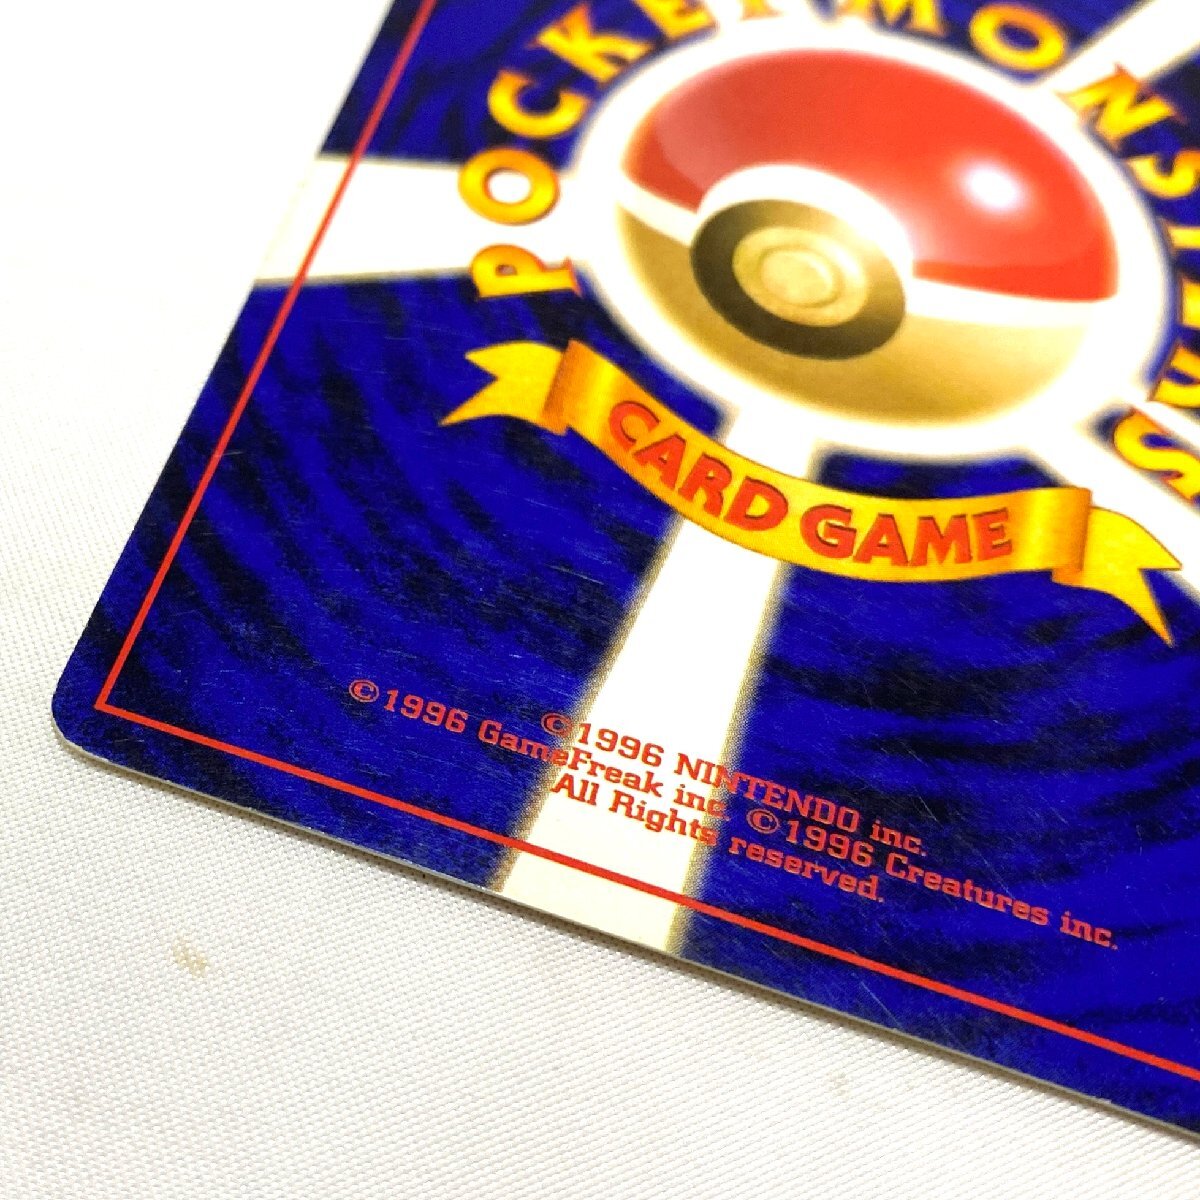 POCKET MONSTERS
CARD GAME
©1996 NINTENDO inc.
©1996 GameFreak inc. ©1996 Creatures inc.
All Rights reserved.